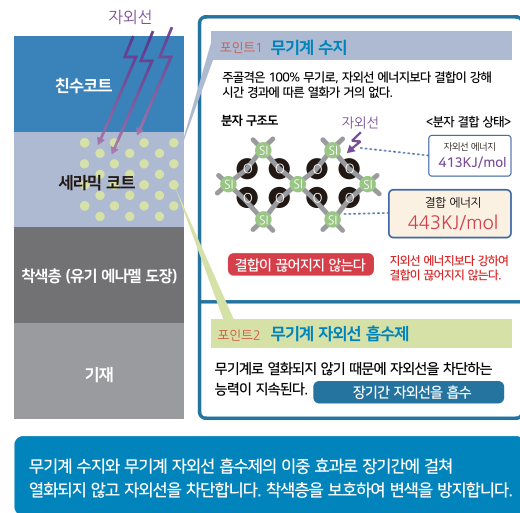 자외선
친수코트
세라믹 코트
착색층 (유기 에나멜 도장)
기재
포인트1 무기계 수지
주골격은 100% 무기로, 자외선 에너지보다 결합이 강해
시간 경과에 따른 열화가 거의 없다.
분자 구조도
자외선
<분자 결합 상태>
SI SI
O O O O
SI SI SI
O O O O
SI SI
자외선 에너지
413KJ/mol
결합 에너지
443KJ/mol
결합이 끊어지지 않는다
지외선 에너지보다 강하여
결합이 끊어지지 않는다.
포인트2 무기계 자외선 흡수제
무기계로 열화되지 않기 때문에 자외선을 차단하는
능력이 지속된다.
장기간 자외선을 흡수
무기계 수지와 무기계 자외선 흡수제의 이중 효과로 장기간에 걸쳐
열화되지 않고 자외선을 차단합니다. 착색층을 보호하여 변색을 방지합니다.